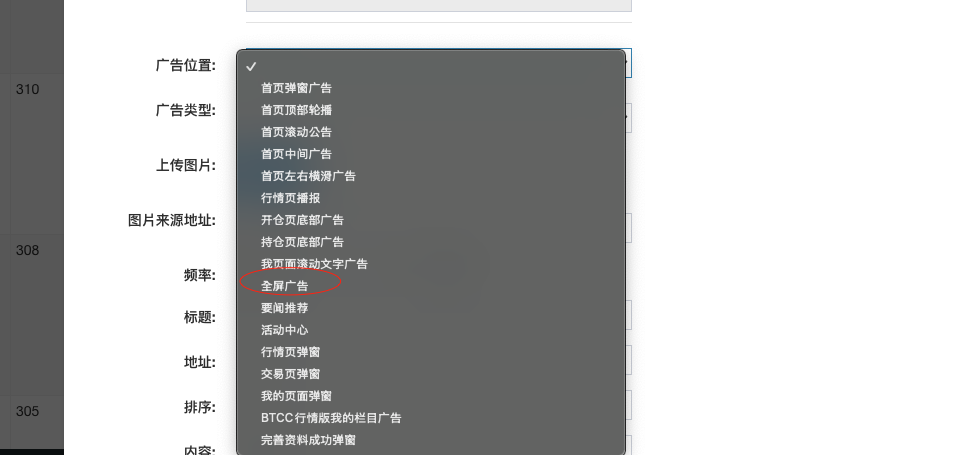 广告位置:
310
首页弹窗广告
广告类型:
首页顶部轮播
首页滚动公告
首页中间广告
上传图片:
首页左右横滑广告
行情页播报
图片来源地址:
开仓页底部广告
持仓页底部广告
308
我页面滚动文字广告
频率:
全屏广告
要闻推荐
标题:
活动中心
行情页弹窗
地址:
交易页弹窗
我的页面弹窗
305
排序:
BTCC行情版我的栏目广告
完善资料成功弹窗
内容: